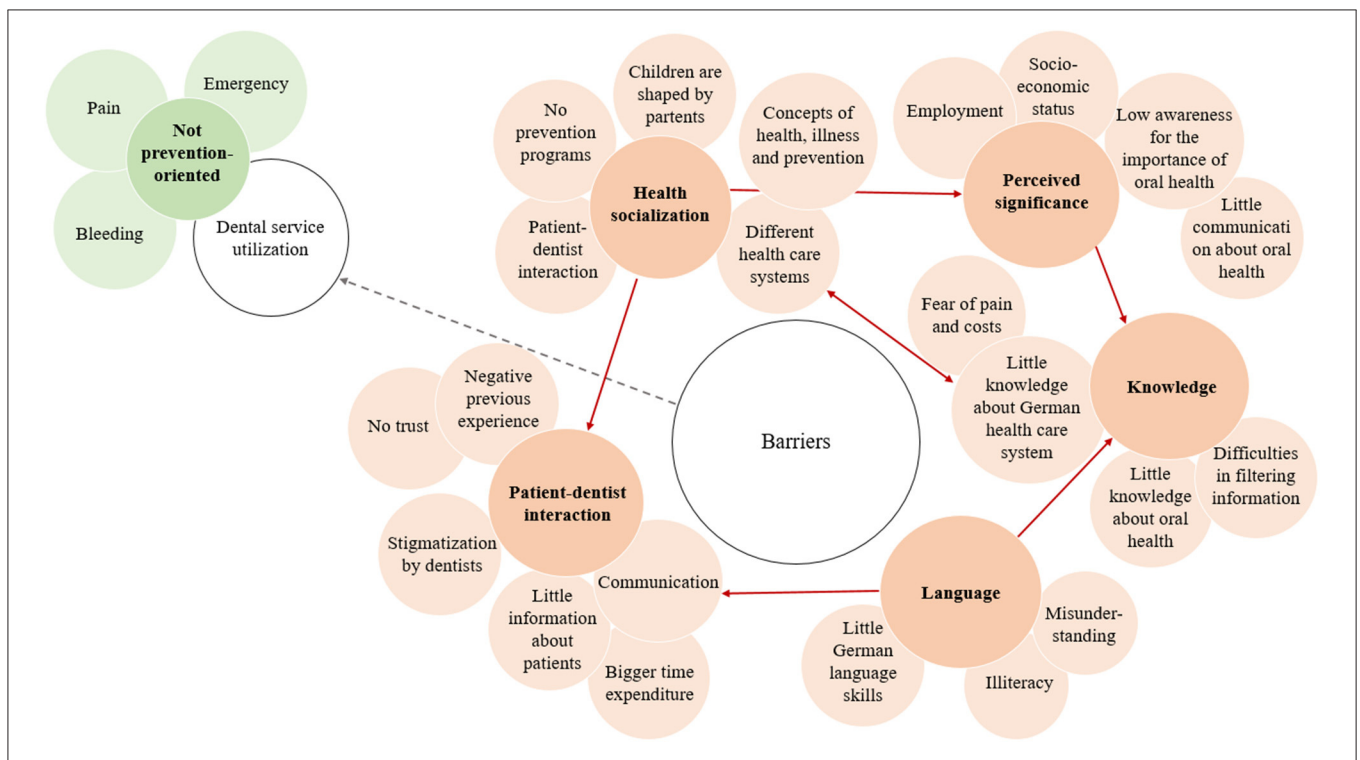 Pain
Emergency
Not
prevention-
oriented
Bleeding
Dental service
utilization
No
prevention
programs
Children are
shaped by
partents
Concepts of
health, illness
and prevention
Health
socialization
Patient-
dentist
interaction
Different
health care
systems
Employment
Socio-
economic
status
Low awareness
for the
importance of
oral health
Perceived
significance
Little
communicati
on about oral
health
Fear of pain
and costs
Little
knowledge
about German
health care
system
Knowledge
Difficulties
in filtering
information
Little
knowledge
about oral
health
Barriers
Negative
previous
experience
No trust
Patient-dentist
interaction
Stigmatization
by dentists
Communication
Little
information
about
patients
Bigger time
expenditure
Language
Little
German
language
skills
Misunder-
standing
Illiteracy